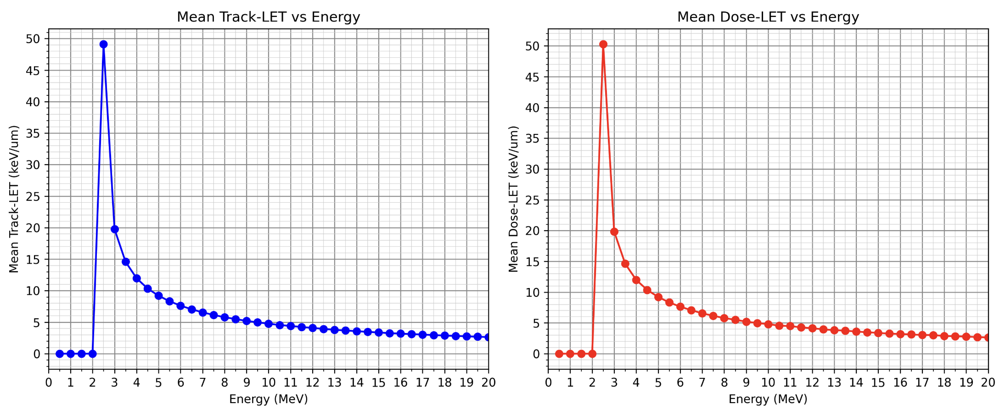 Mean Track-LET vs Energy
Mean Track-LET (keV/um)
50
45
40
35
30
25
20
15
10
5
0
0 1 2 3 4 5 6 7 8 9 10 11 12 13 14 15 16 17 18 19 20
Energy (MeV)
Mean Dose-LET vs Energy
Mean Dose-LET (keV/um)
50
45
40
35
30
25
20
15
10
5
0
0 1 2 3 4 5 6 7 8 9 10 11 12 13 14 15 16 17 18 19 20
Energy (MeV)